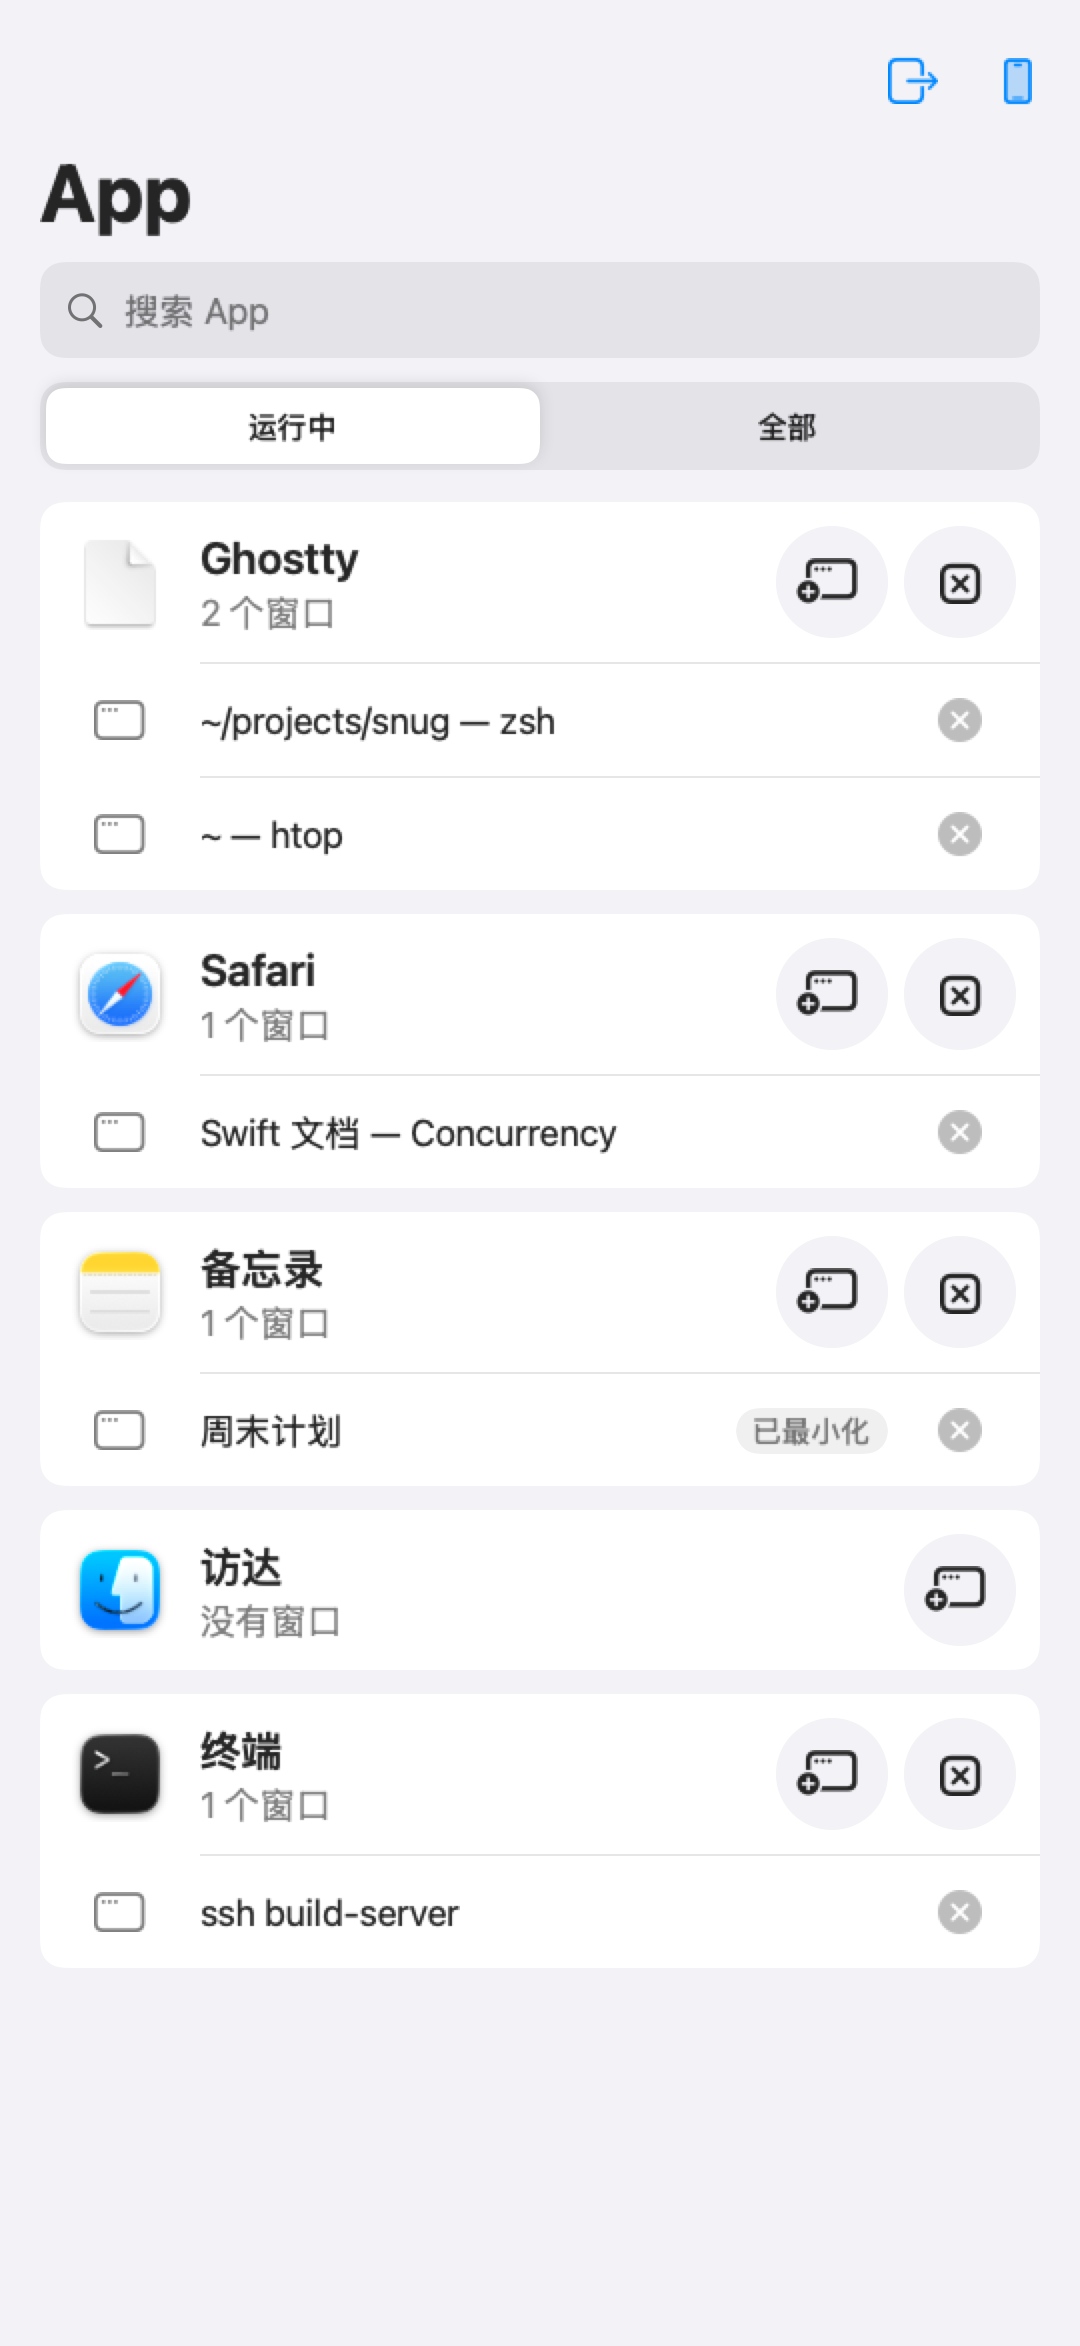 App
搜索 App
运行中
全部
Ghostty
2 个窗口
~/projects/snug — zsh
~ — htop
Safari
1 个窗口
Swift 文档 — Concurrency
备忘录
1 个窗口
周末计划
已最小化
访达
没有窗口
>_
终端
1 个窗口
ssh build-server